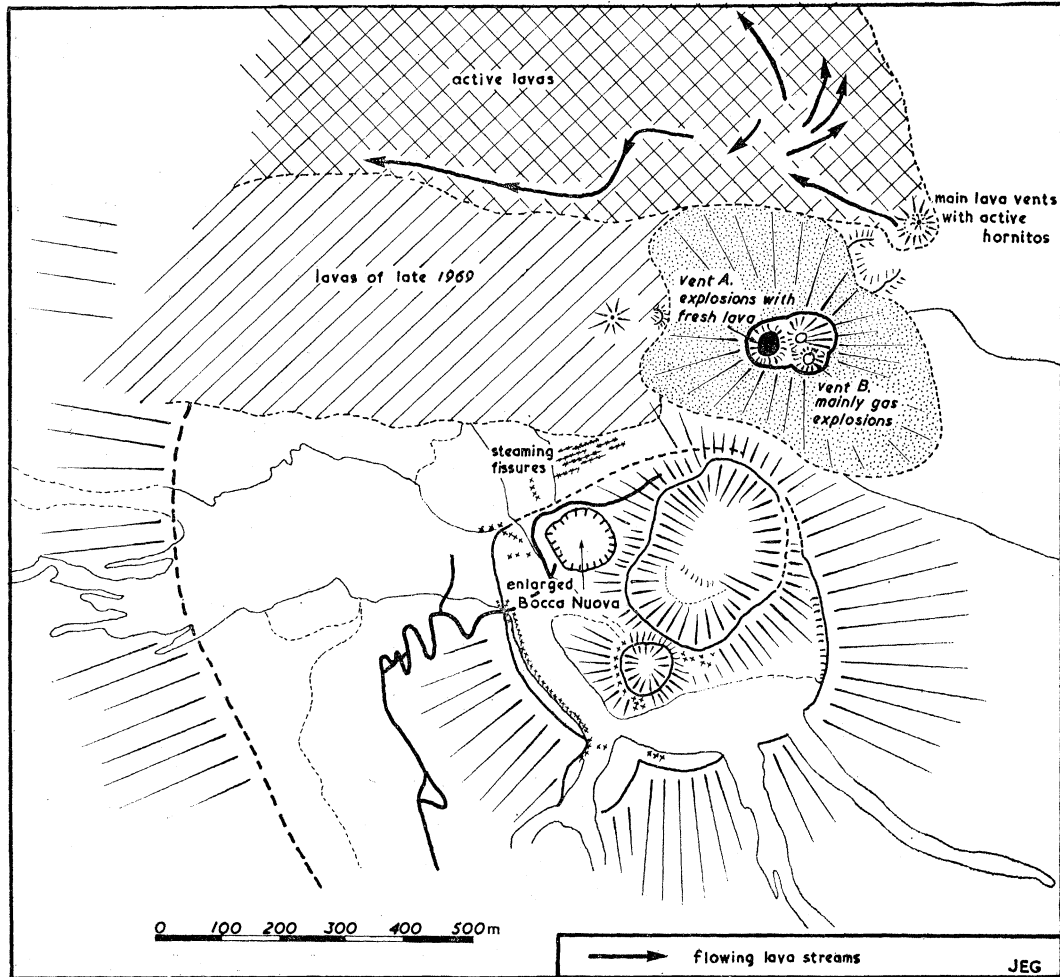 active lavas
main lava vents
with active
hornitos
lavas of late 1969
vent A.
explosions with
fresh lava
vent B.
mainly gas
explosions
steaming
fissures
enlarged
Bocca Nuova
0 100 200 300 400 500m
flowing lava streams
JEG